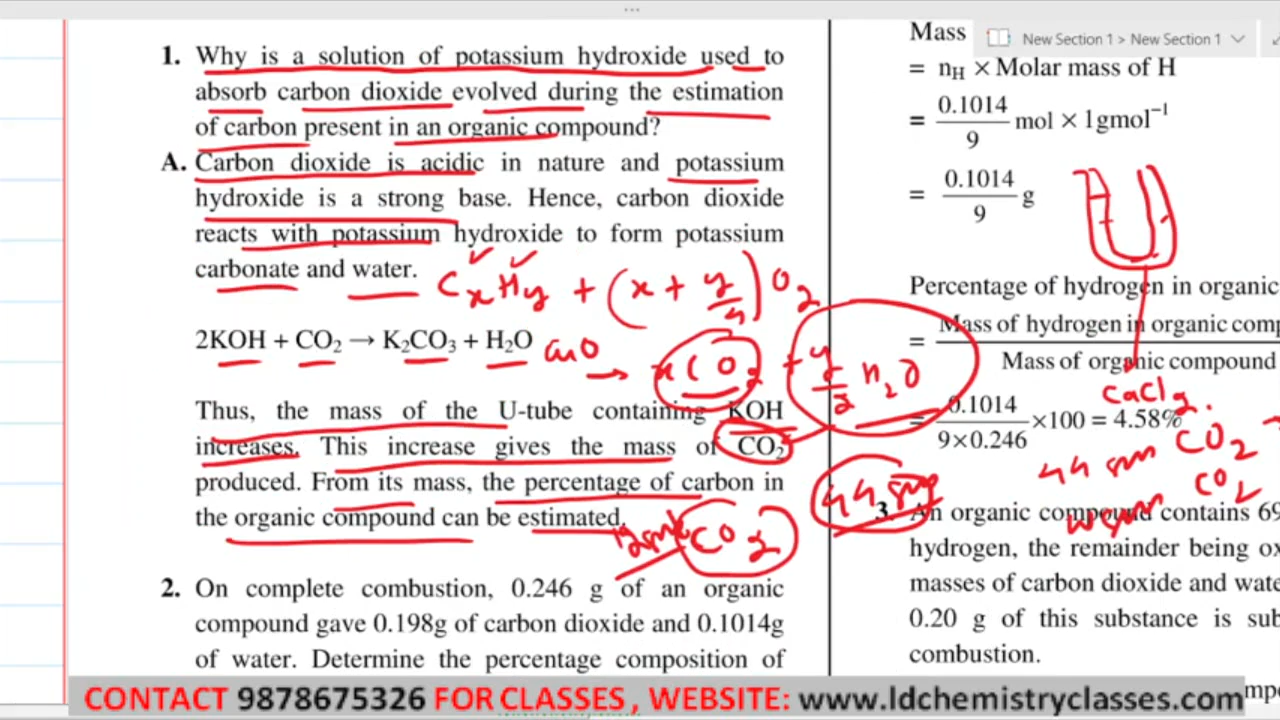 1. Why is a solution of potassium hydroxide used to
absorb carbon dioxide evolved during the estimation
of carbon present in an organic compound?
A. Carbon dioxide is acidic in nature and potassium
hydroxide is a strong base. Hence, carbon dioxide
reacts with potassium hydroxide to form potassium
carbonate and water.
CxHy + (x + y/4) O2
2KOH + CO2 → K2CO3 + H2O
CuO → xCO2 + y/2 H2O
Thus, the mass of the U-tube containing KOH
increases. This increase gives the mass of CO2
produced. From its mass, the percentage of carbon in
the organic compound can be estimated.
12 gm CO2
44 gm
2. On complete combustion, 0.246 g of an organic
compound gave 0.198g of carbon dioxide and 0.1014g
of water. Determine the percentage composition of
Mass
New Section 1 > New Section 1
= nH × Molar mass of H
= 0.1014/9 mol × 1gmol⁻¹
= 0.1014/9 g
Percentage of hydrogen in organic
= Mass of hydrogen in organic comp
Mass of organic compound
CaCl2.
= 0.1014/9×0.246 ×100 = 4.58%
44 gm CO2
CO2
3. An organic compound contains 69
hydrogen, the remainder being ox
masses of carbon dioxide and wate
0.20 g of this substance is sub
combustion.
CONTACT 9878675326 FOR CLASSES , WEBSITE: www.ldchemistryclasses.com